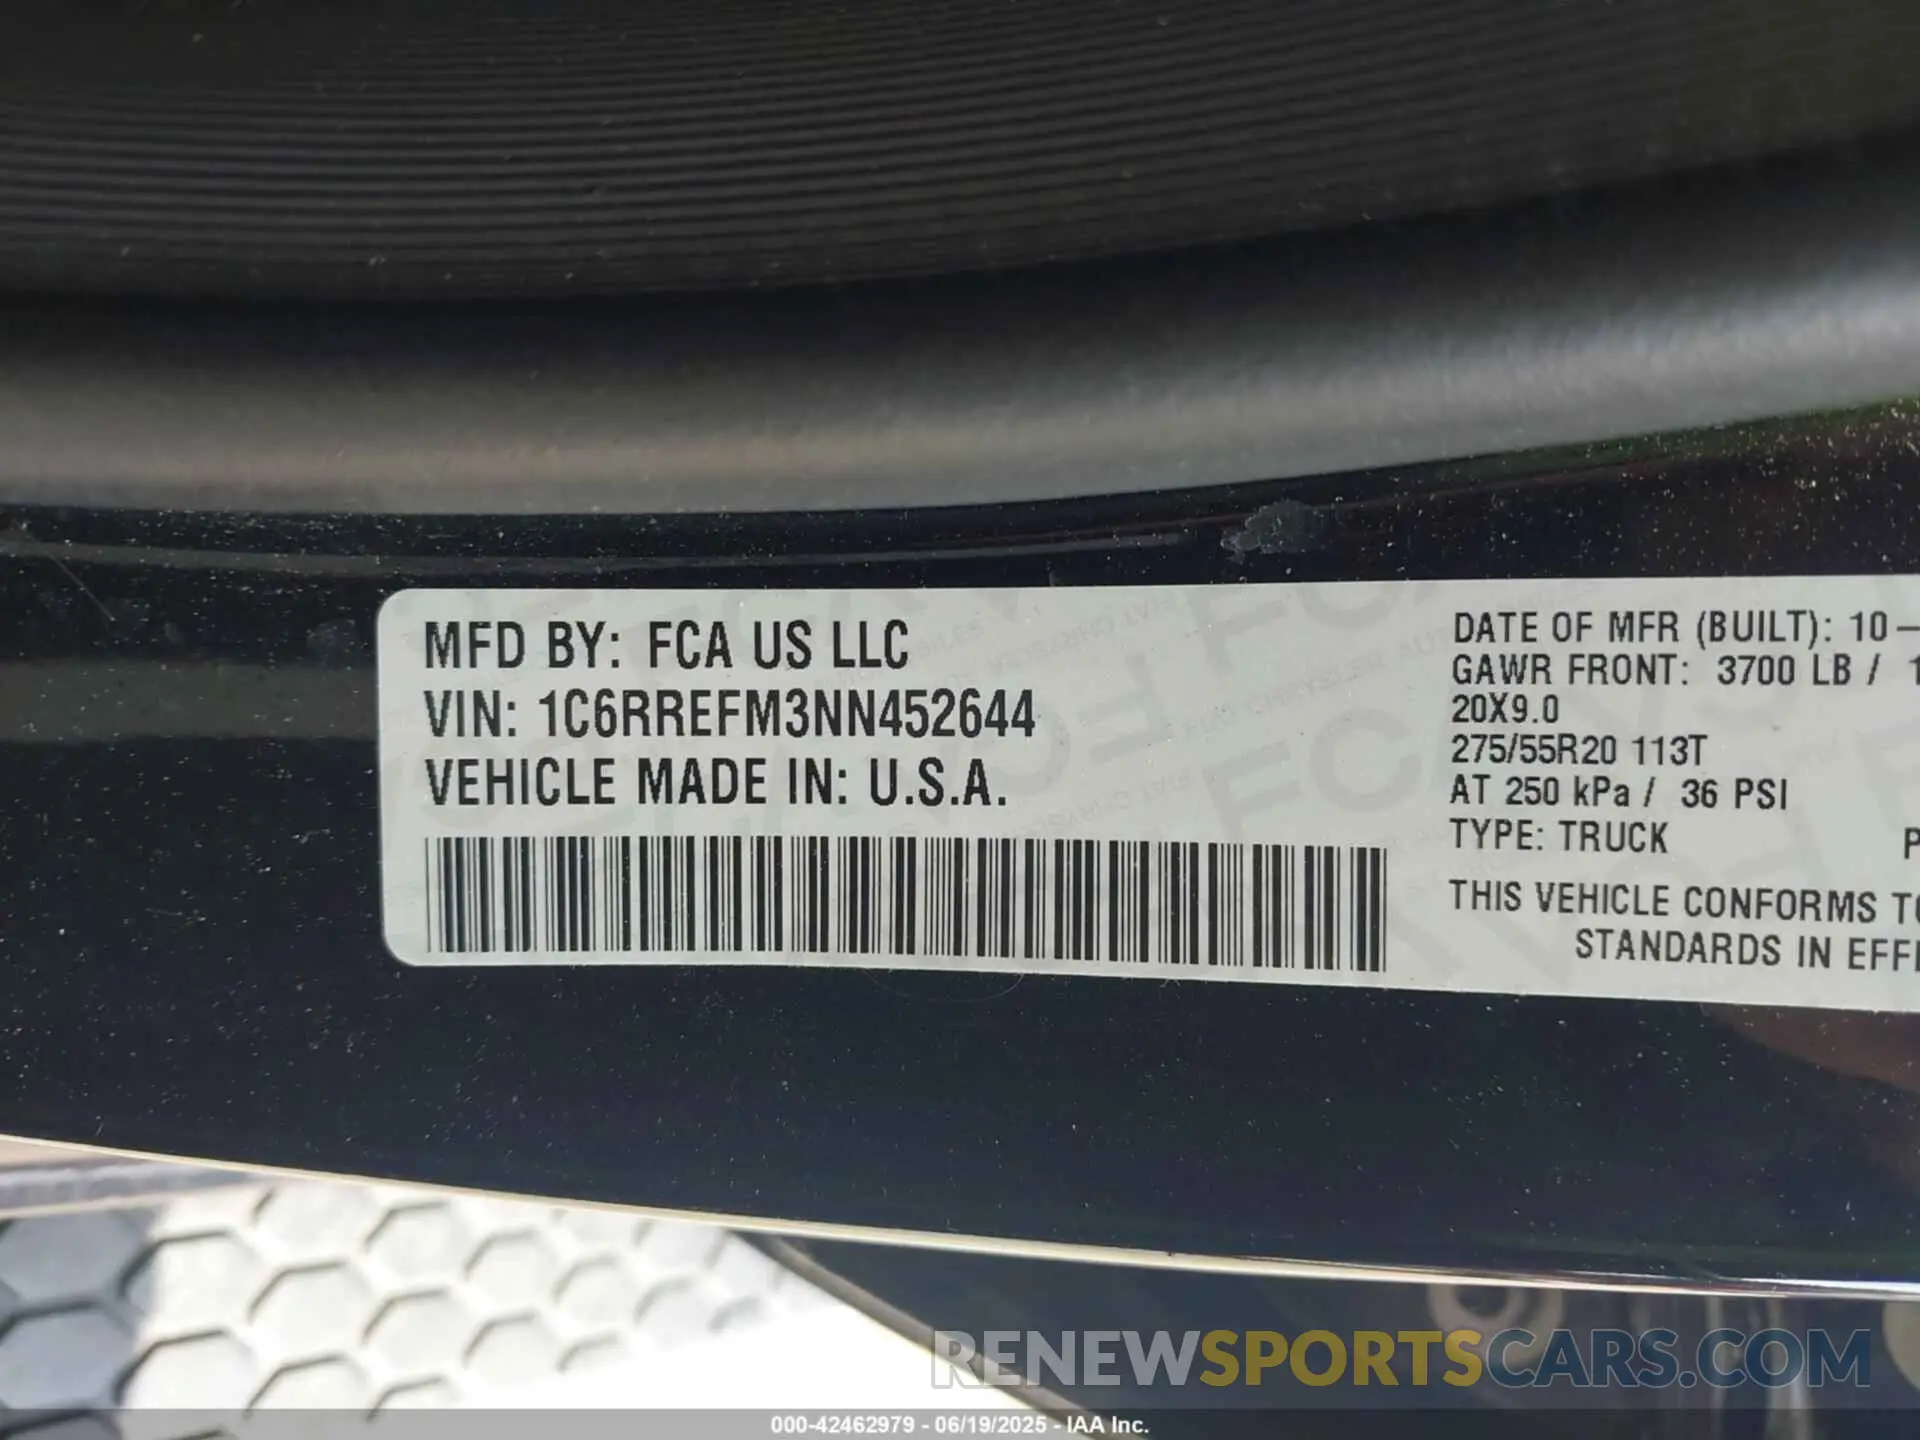 MFD BY: FCA US LLC
VIN: 1C6RREFM3NN452644
VEHICLE MADE IN: U.S.A.
DATE OF MFR (BUILT): 10-
GAWR FRONT: 3700 LB / 1
20X9.0
275/55R20 113T
AT 250 kPa / 36 PSI
TYPE: TRUCK
THIS VEHICLE CONFORMS
STANDARDS IN
RENEWSPORTSCARS.COM
000-42462979 - 06/19/2025 - IAA Inc.